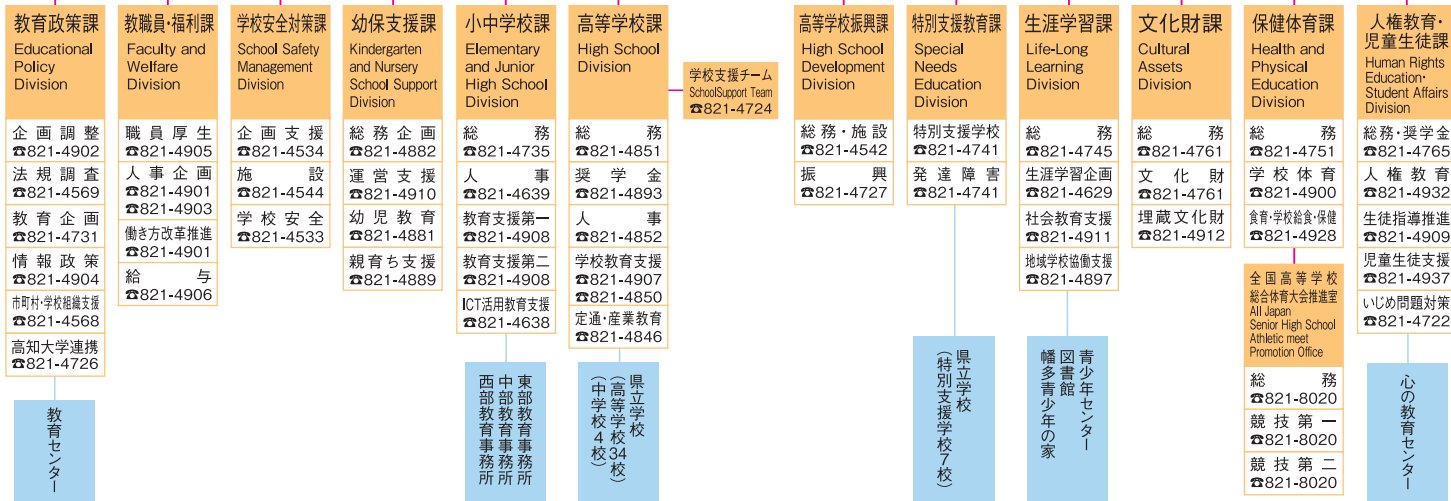 教育政策課
Educational
Policy
Division
企画調整
☎821-4902
法規調査
☎821-4569
教育企画
☎821-4731
情報政策
☎821-4904
市町村・学校組織支援
☎821-4568
高知大学連携
☎821-4726
教育センター
教職員・福利課
Faculty and
Welfare
Division
職員厚生
☎821-4905
人事企画
☎821-4901
☎821-4903
働き方改革推進
☎821-4901
給与
☎821-4906
学校安全対策課
School Safety
Management
Division
企画支援
☎821-4534
施設
☎821-4544
学校安全
☎821-4533
幼保支援課
Kindergarten
and Nursery
School Support
Division
総務企画
☎821-4882
運営支援
☎821-4910
幼児教育
☎821-4881
親育ち支援
☎821-4889
小中学校課
Elementary
and Junior
High School
Division
総務
☎821-4735
人事
☎821-4639
教育支援第一
☎821-4908
教育支援第二
☎821-4908
ICT活用教育支援
☎821-4638
東部教育事務所
中部教育事務所
西部教育事務所
高等学校課
High School
Division
総務
☎821-4851
奨学金
☎821-4893
人事
☎821-4852
学校教育支援
☎821-4907
☎821-4850
定通・産業教育
☎821-4846
県立学校
(高等学校34校)
(中学校4校)
学校支援チーム
SchoolSupport Team
☎821-4724
高等学校振興課
High School
Development
Division
総務・施設
☎821-4542
振興
☎821-4727
特別支援教育課
Special
Needs
Education
Division
特別支援学校
☎821-4741
発達障害
☎821-4741
県立学校
(特別支援学校7校)
生涯学習課
Life-Long
Learning
Division
総務
☎821-4745
生涯学習企画
☎821-4629
社会教育支援
☎821-4911
地域学校協働支援
☎821-4897
青少年センター
図書館
幡多青少年の家
文化財課
Cultural
Assets
Division
総務
☎821-4761
文化財
☎821-4761
埋蔵文化財
☎821-4912
保健体育課
Health and
Physical
Education
Division
総務
☎821-4751
学校体育
☎821-4900
食育・学校給食・保健
☎821-4928
全国高等学校
総合体育大会推進室
All Japan
Senior High School
Athletic meet
Promotion Office
総務
☎821-8020
競技第一
☎821-8020
競技第二
☎821-8020
人権教育・
児童生徒課
Human Rights
Education・
Student Affairs
Division
総務・奨学金
☎821-4765
人権教育
☎821-4932
生徒指導推進
☎821-4909
児童生徒支援
☎821-4937
いじめ問題対策
☎821-4722
心の教育センター